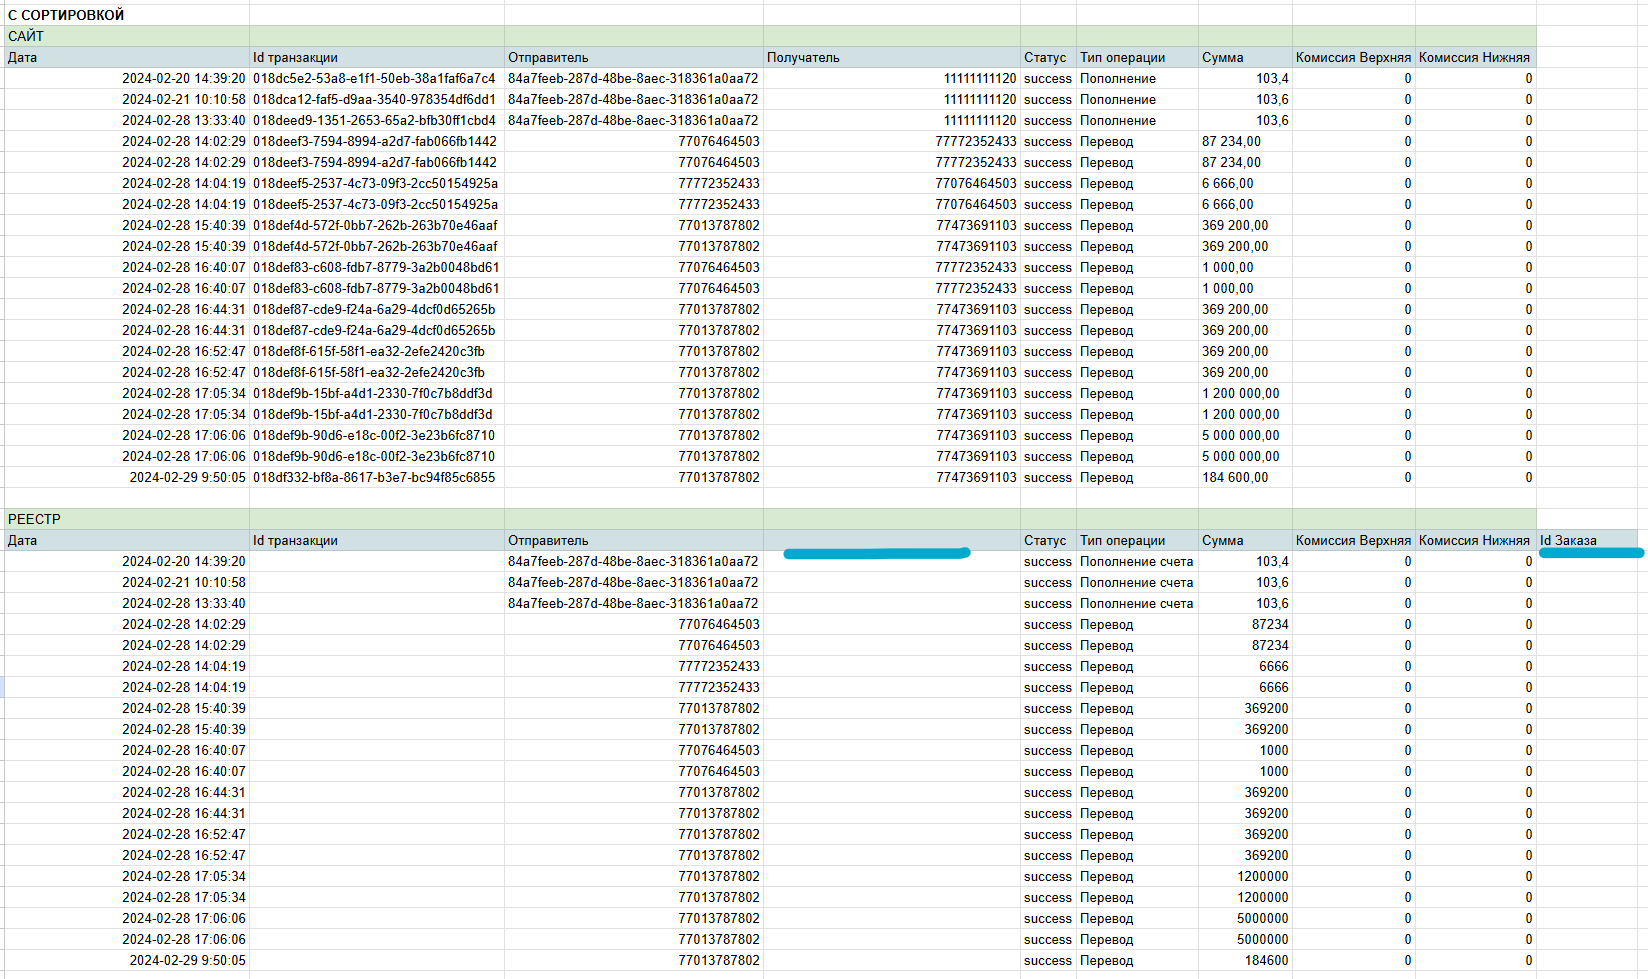 С СОРТИРОВКОЙ
САЙТ
Дата Id транзакции Отправитель Получатель Статус Тип операции Сумма Комиссия Верхняя Комиссия Нижняя
2024-02-20 14:39:20 018dc5e2-53a8-e1f1-50eb-38a1faf6a7c4 84a7feeb-287d-48be-8aec-318361a0aa72 11111111120 success Пополнение 103,4 0 0
2024-02-21 10:10:58 018dca12-faf5-d9aa-3540-978354df6dd1 84a7feeb-287d-48be-8aec-318361a0aa72 11111111120 success Пополнение 103,6 0 0
2024-02-28 13:33:40 018deed9-1351-2653-65a2-bfb30ff1cbd4 84a7feeb-287d-48be-8aec-318361a0aa72 11111111120 success Пополнение 103,6 0 0
2024-02-28 14:02:29 018deef3-7594-8994-a2d7-fab066fb1442 77076464503 77772352433 success Перевод 87 234,00 0 0
2024-02-28 14:02:29 018deef3-7594-8994-a2d7-fab066fb1442 77076464503 77772352433 success Перевод 87 234,00 0 0
2024-02-28 14:04:19 018deef5-2537-4c73-09f3-2cc50154925a 77772352433 77076464503 success Перевод 6 666,00 0 0
2024-02-28 14:04:19 018deef5-2537-4c73-09f3-2cc50154925a 77772352433 77076464503 success Перевод 6 666,00 0 0
2024-02-28 15:40:39 018def4d-572f-0bb7-262b-263b70e46aaf 77013787802 77473691103 success Перевод 369 200,00 0 0
2024-02-28 15:40:39 018def4d-572f-0bb7-262b-263b70e46aaf 77013787802 77473691103 success Перевод 369 200,00 0 0
2024-02-28 16:40:07 018def83-c608-fdb7-8779-3a2b0048bd61 77076464503 77772352433 success Перевод 1 000,00 0 0
2024-02-28 16:40:07 018def83-c608-fdb7-8779-3a2b0048bd61 77076464503 77772352433 success Перевод 1 000,00 0 0
2024-02-28 16:44:31 018def87-cde9-f24a-6a29-4dcf0d65265b 77013787802 77473691103 success Перевод 369 200,00 0 0
2024-02-28 16:44:31 018def87-cde9-f24a-6a29-4dcf0d65265b 77013787802 77473691103 success Перевод 369 200,00 0 0
2024-02-28 16:52:47 018def8f-615f-58f1-ea32-2efe2420c3fb 77013787802 77473691103 success Перевод 369 200,00 0 0
2024-02-28 16:52:47 018def8f-615f-58f1-ea32-2efe2420c3fb 77013787802 77473691103 success Перевод 369 200,00 0 0
2024-02-28 17:05:34 018def9b-15bf-a4d1-2330-7f0c7b8ddf3d 77013787802 77473691103 success Перевод 1 200 000,00 0 0
2024-02-28 17:05:34 018def9b-15bf-a4d1-2330-7f0c7b8ddf3d 77013787802 77473691103 success Перевод 1 200 000,00 0 0
2024-02-28 17:06:06 018def9b-90d6-e18c-00f2-3e23b6fc8710 77013787802 77473691103 success Перевод 5 000 000,00 0 0
2024-02-28 17:06:06 018def9b-90d6-e18c-00f2-3e23b6fc8710 77013787802 77473691103 success Перевод 5 000 000,00 0 0
2024-02-29 9:50:05 018df332-bf8a-8617-b3e7-bc94f85c6855 77013787802 77473691103 success Перевод 184 600,00 0 0
РЕЕСТР
Дата Id транзакции Отправитель Статус Тип операции Сумма Комиссия Верхняя Комиссия Нижняя Id Заказа
2024-02-20 14:39:20 84a7feeb-287d-48be-8aec-318361a0aa72 success Пополнение счета 103,4 0 0
2024-02-21 10:10:58 84a7feeb-287d-48be-8aec-318361a0aa72 success Пополнение счета 103,6 0 0
2024-02-28 13:33:40 84a7feeb-287d-48be-8aec-318361a0aa72 success Пополнение счета 103,6 0 0
2024-02-28 14:02:29 77076464503 success Перевод 87234 0 0
2024-02-28 14:02:29 77076464503 success Перевод 87234 0 0
2024-02-28 14:04:19 77772352433 success Перевод 6666 0 0
2024-02-28 14:04:19 77772352433 success Перевод 6666 0 0
2024-02-28 15:40:39 77013787802 success Перевод 369200 0 0
2024-02-28 15:40:39 77013787802 success Перевод 369200 0 0
2024-02-28 16:40:07 77076464503 success Перевод 1000 0 0
2024-02-28 16:40:07 77076464503 success Перевод 1000 0 0
2024-02-28 16:44:31 77013787802 success Перевод 369200 0 0
2024-02-28 16:44:31 77013787802 success Перевод 369200 0 0
2024-02-28 16:52:47 77013787802 success Перевод 369200 0 0
2024-02-28 16:52:47 77013787802 success Перевод 369200 0 0
2024-02-28 17:05:34 77013787802 success Перевод 1200000 0 0
2024-02-28 17:05:34 77013787802 success Перевод 1200000 0 0
2024-02-28 17:06:06 77013787802 success Перевод 5000000 0 0
2024-02-28 17:06:06 77013787802 success Перевод 5000000 0 0
2024-02-29 9:50:05 77013787802 success Перевод 184600 0 0